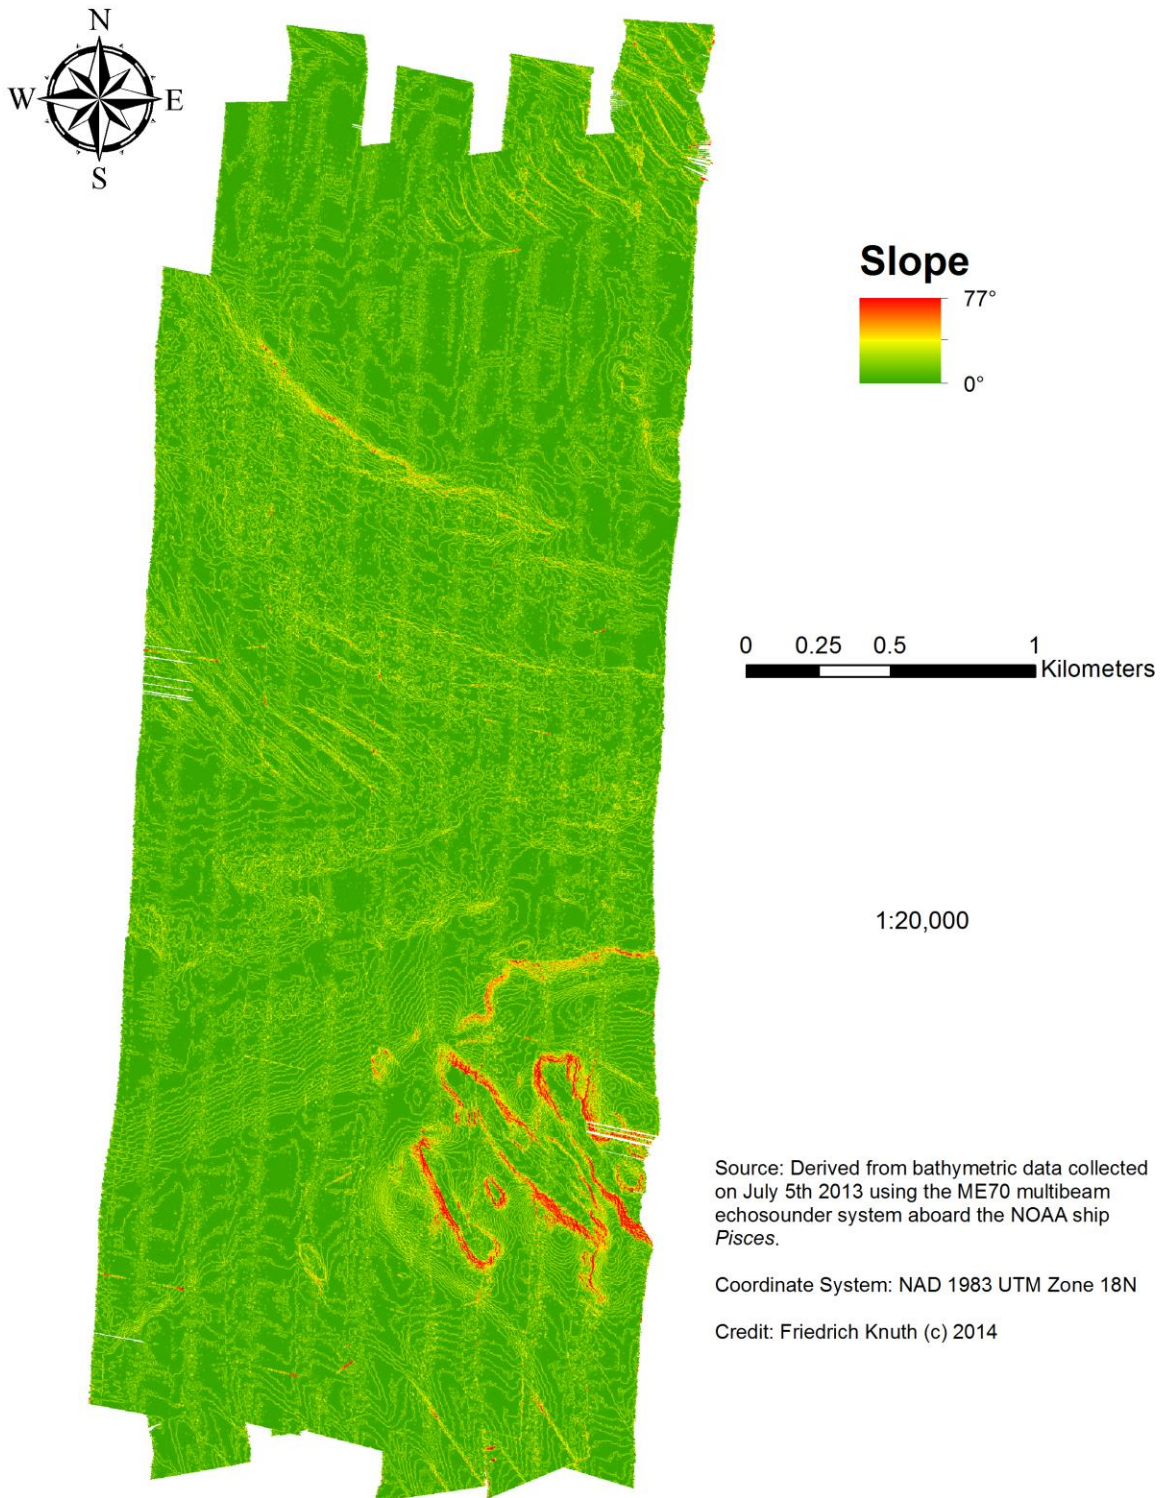 N
W E
S
Slope
77°
0°
0 0.25 0.5 1
Kilometers
1:20,000
Source: Derived from bathymetric data collected
on July 5th 2013 using the ME70 multibeam
echosounder system aboard the NOAA ship
Pisces.
Coordinate System: NAD 1983 UTM Zone 18N
Credit: Friedrich Knuth (c) 2014